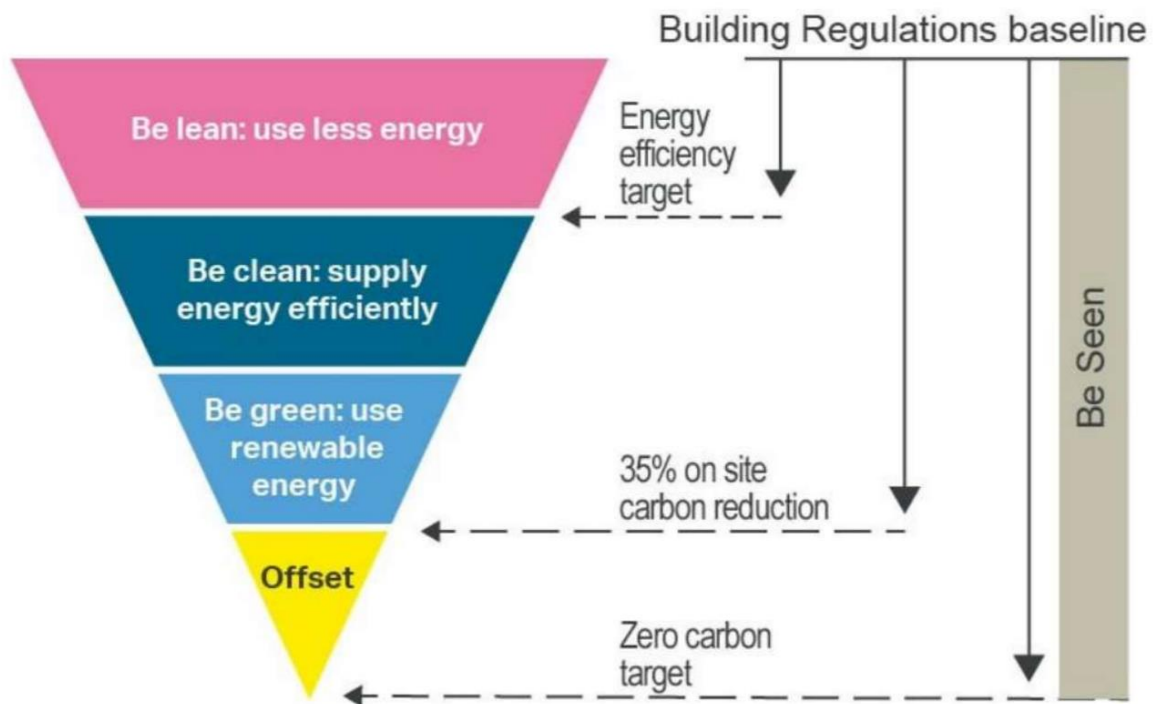 Building Regulations baseline
Be lean: use less energy
Energy
efficiency
target
Be clean: supply
energy efficiently
Be green: use
renewable
energy
35% on site
carbon reduction
Offset
Zero carbon
target
Be Seen